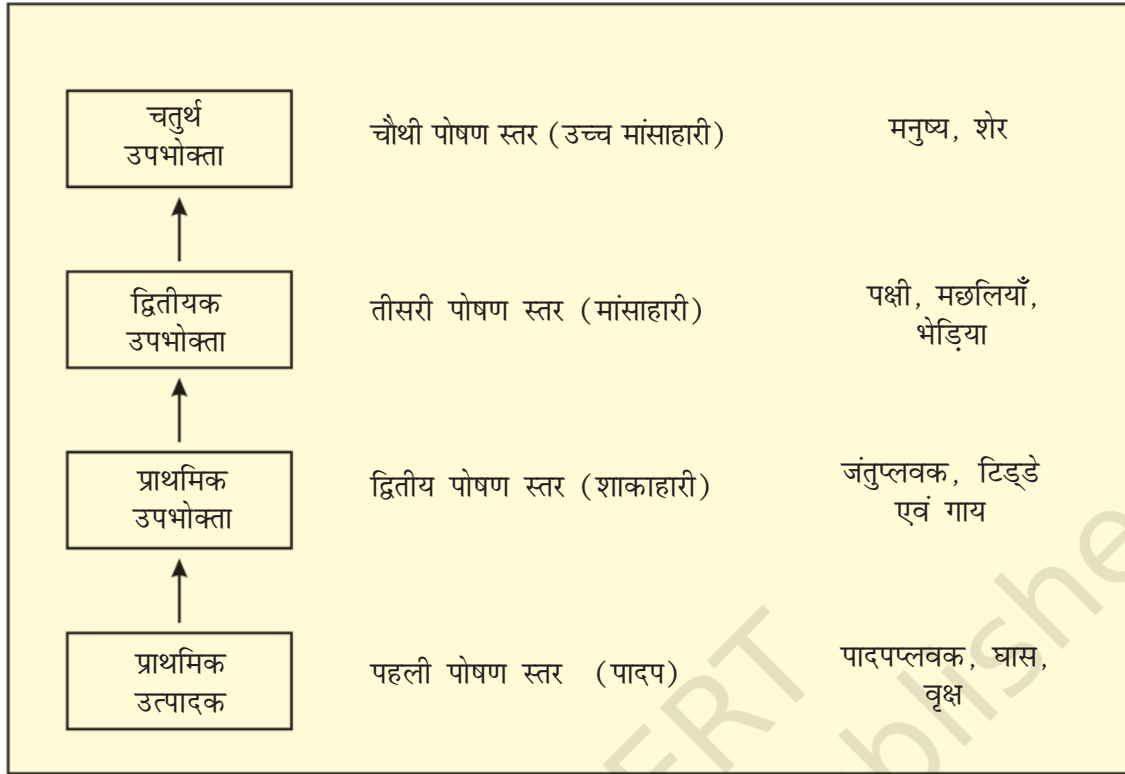 चतुर्थ
उपभोक्ता
चौथी पोषण स्तर (उच्च मांसाहारी)
मनुष्य, शेर
द्वितीयक
उपभोक्ता
तीसरी पोषण स्तर (मांसाहारी)
पक्षी, मछलियाँ,
भेड़िया
प्राथमिक
उपभोक्ता
द्वितीय पोषण स्तर (शाकाहारी)
जंतुप्लवक, टिड्डे
एवं गाय
प्राथमिक
उत्पादक
पहली पोषण स्तर (पादप)
पादपप्लवक, घास,
वृक्ष